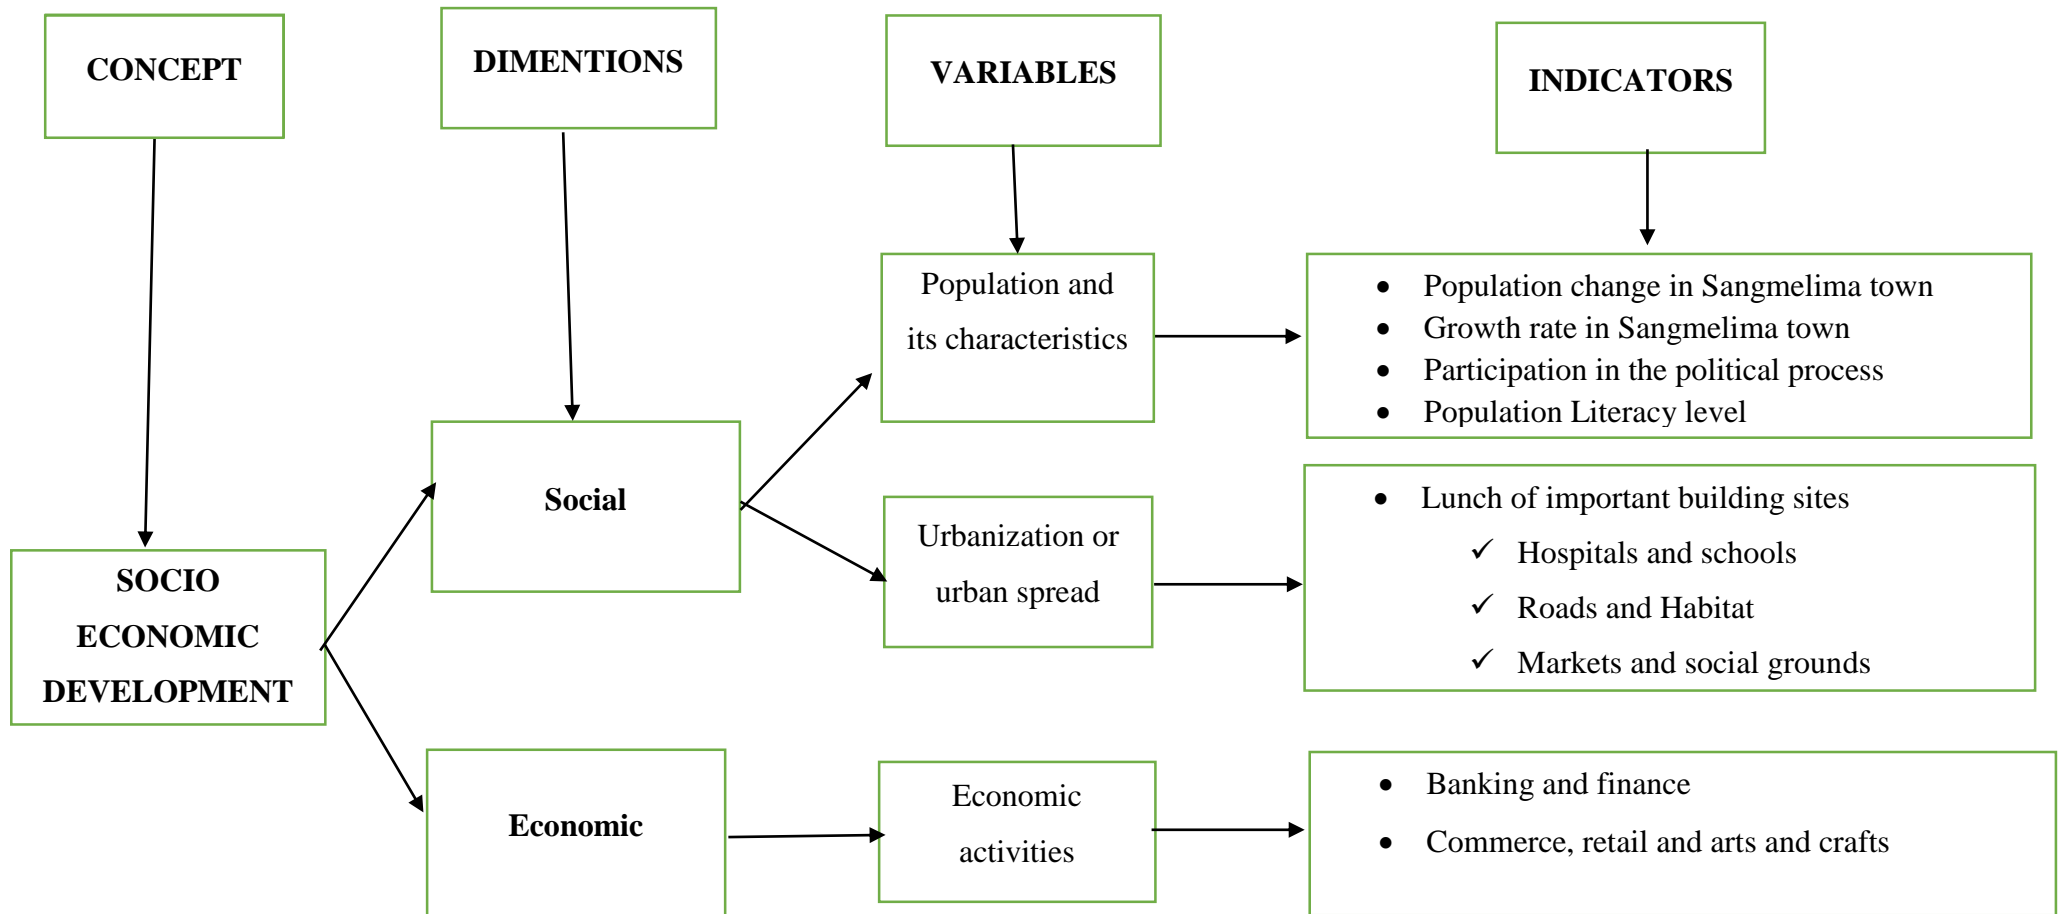 CONCEPT
DIMENTIONS
VARIABLES
INDICATORS
SOCIO
ECONOMIC
DEVELOPMENT
Social
Economic
Population and
its characteristics
Urbanization or
urban spread
Economic
activities
• Population change in Sangmelima town
• Growth rate in Sangmelima town
• Participation in the political process
• Population Literacy level
• Lunch of important building sites
✓ Hospitals and schools
✓ Roads and Habitat
✓ Markets and social grounds
• Banking and finance
• Commerce, retail and arts and crafts